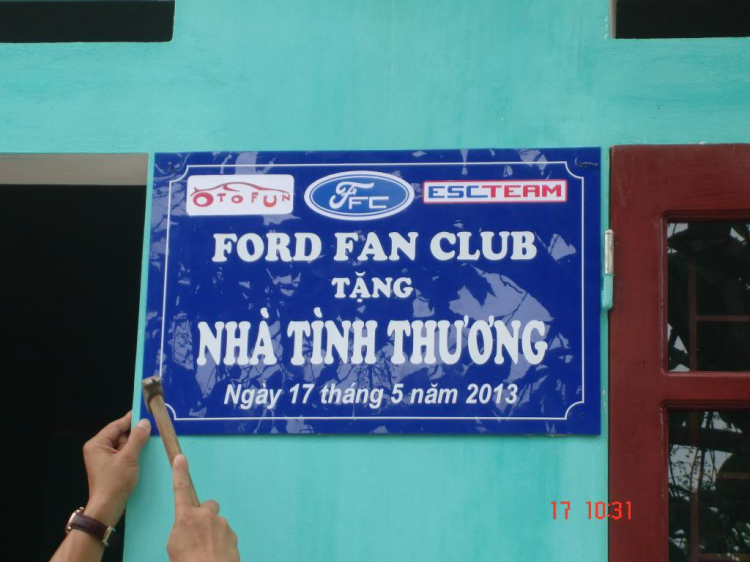 OTOFUN
FFC
ESCTEAM
FORD FAN CLUB
TẶNG
NHÀ TÌNH THƯƠNG
Ngày 17 tháng 5 năm 2013
17 10:31